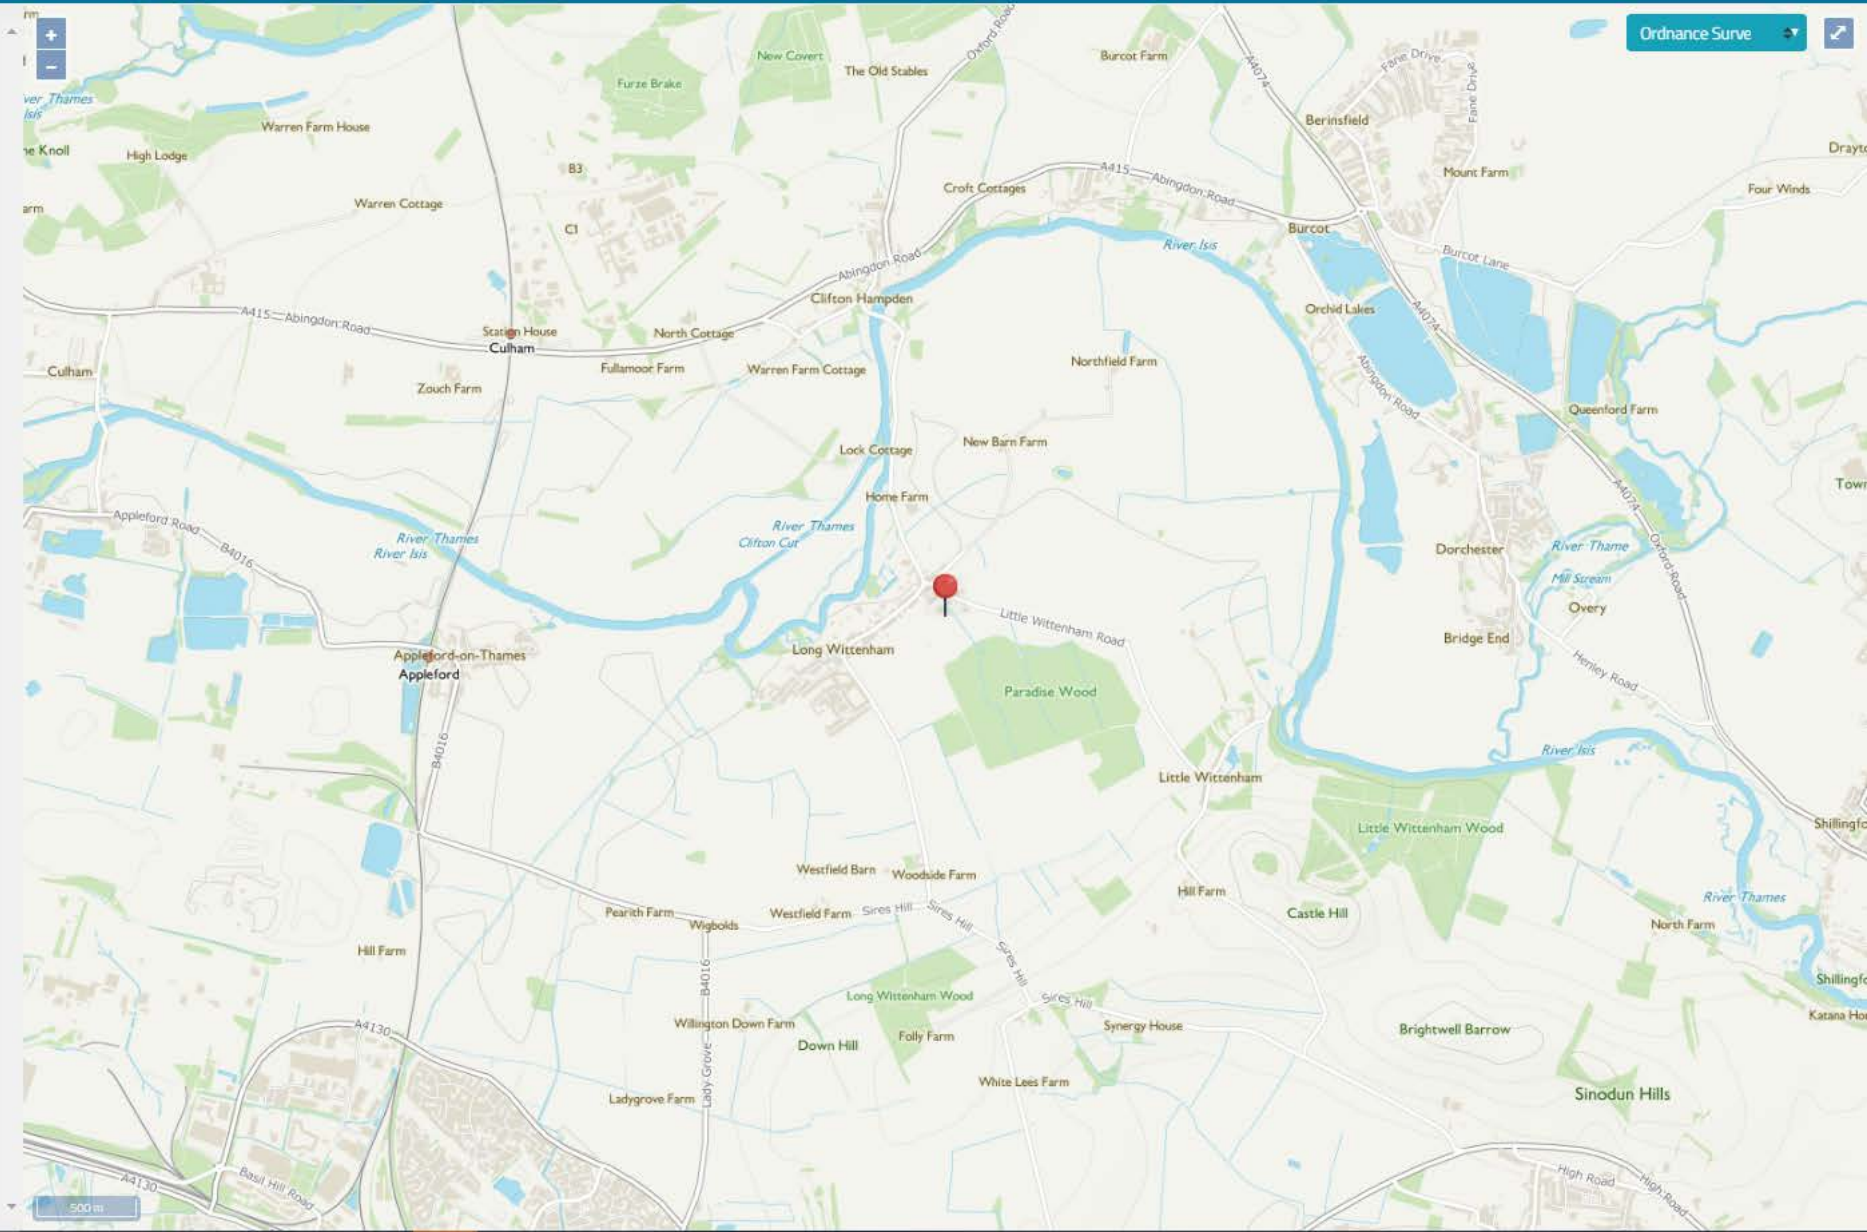 +
Ordnance Surve
−
New Covert
The Old Stables
Oxford Road
Burcot Farm
A4074
Fane Drive
Fane Drive
Furze Brake
Thames
Isis
Warren Farm House
Berinsfield
Knoll
High Lodge
B3
A415
Abingdon Road
Croft Cottages
Mount Farm
Four Winds
Warren Cottage
C1
Burcot
River Isis
Burcot Lane
Abingdon Road
Clifton Hampden
Orchid Lakes
A4074
A415
Abingdon Road
Station House
Culham
North Cottage
Culham
Fullamoor Farm
Warren Farm Cottage
Northfield Farm
Abingdon Road
Zouch Farm
Queenford Farm
Lock Cottage
New Barn Farm
Home Farm
A4074
Appleford Road
B4016
River Thames
River Isis
River Thames
Clifton Cut
Dorchester
River Thame
Oxford Road
Mill Stream
Overy
Little Wittenham Road
Bridge End
Long Wittenham
Appleford-on-Thames
Appleford
Henley Road
Paradise Wood
B4016
River Isis
Little Wittenham
Little Wittenham Wood
Westfield Barn
Woodside Farm
Hill Farm
River Thames
Pearith Farm
Westfield Farm
Sires Hill
Sires Hill
Castle Hill
Wigbolds
North Farm
Hill Farm
Sires Hill
B4016
Long Wittenham Wood
Sires Hill
Katana
Willington Down Farm
Synergy House
Brightwell Barrow
A4130
Folly Farm
Down Hill
White Lees Farm
Sinodun Hills
Ladygrove Farm
Lady Grove
Basil Hill Road
A4130
High Road
High Road
500 m